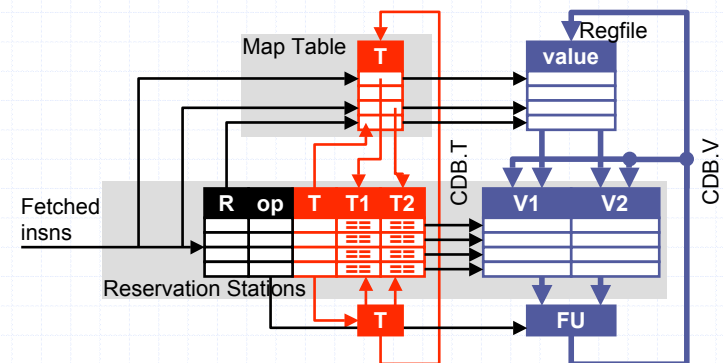 Regfile
Map Table
T
value
CDB.T
CDB.V
Fetched
insns
R op T T1 T2
V1 V2
== ==
== ==
== ==
== ==
Reservation Stations
T
FU